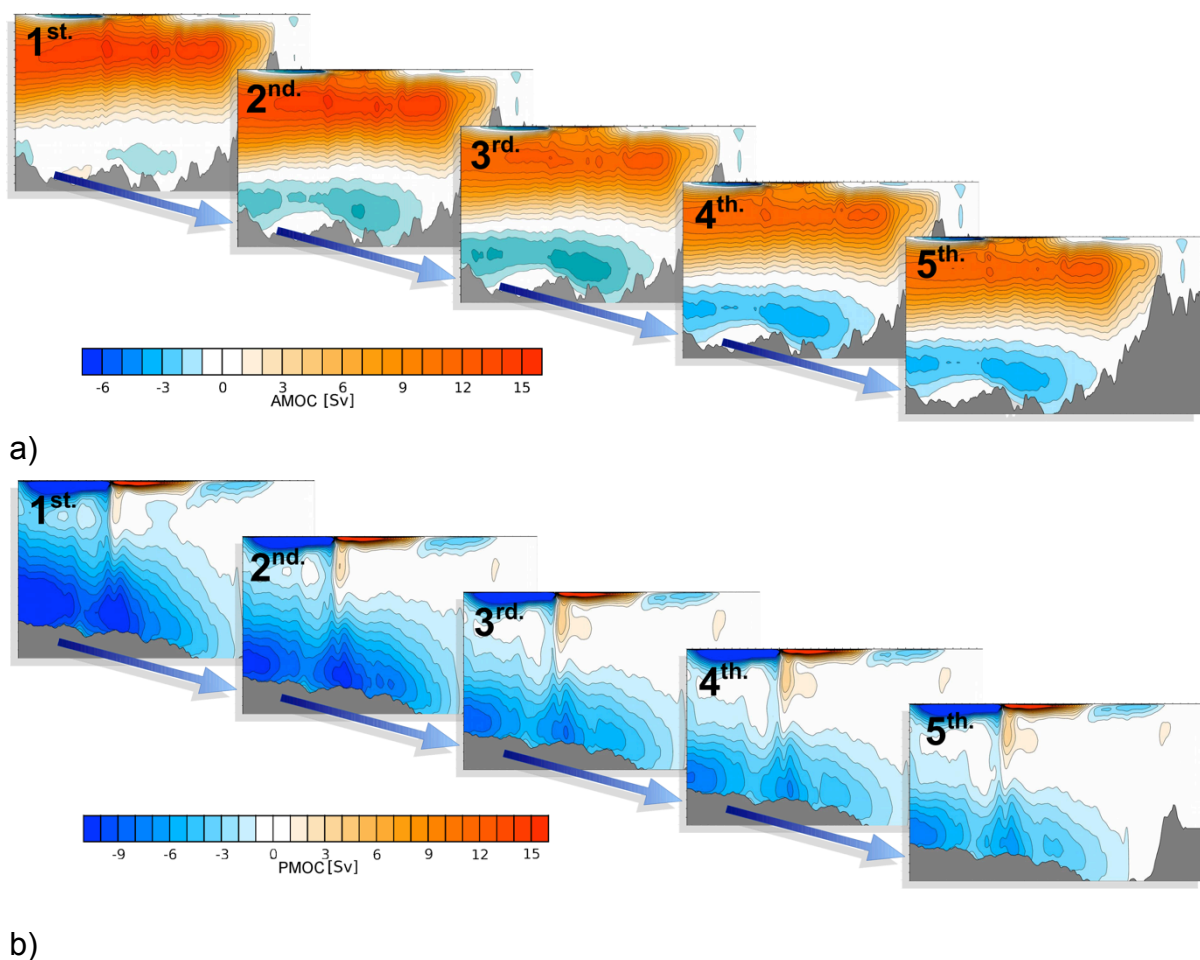 1st.
2nd.
3rd.
4th.
5th.
-6 -3 0 3 6 9 12 15
AMOC [Sv]
a)
1st.
2nd.
3rd.
4th.
5th.
-9 -6 -3 0 3 6 9 12 15
PMOC [Sv]
b)